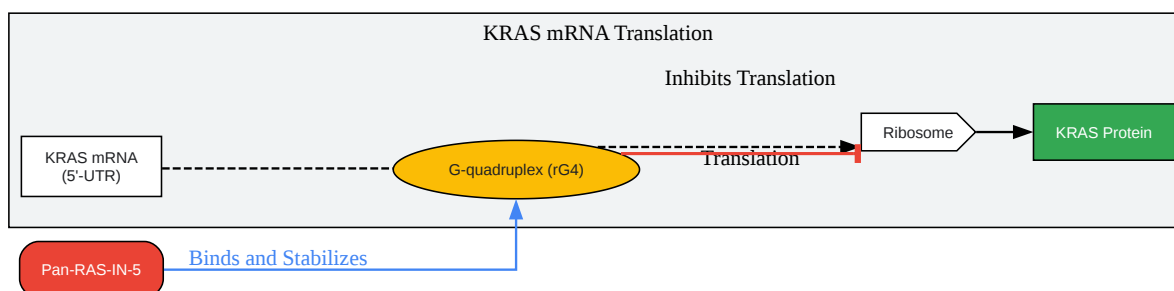 KRAS mRNA Translation
Inhibits Translation
Ribosome
KRAS Protein
KRAS mRNA
(5'-UTR)
G-quadruplex (rG4)
Translation
Pan-RAS-IN-5
Binds and Stabilizes